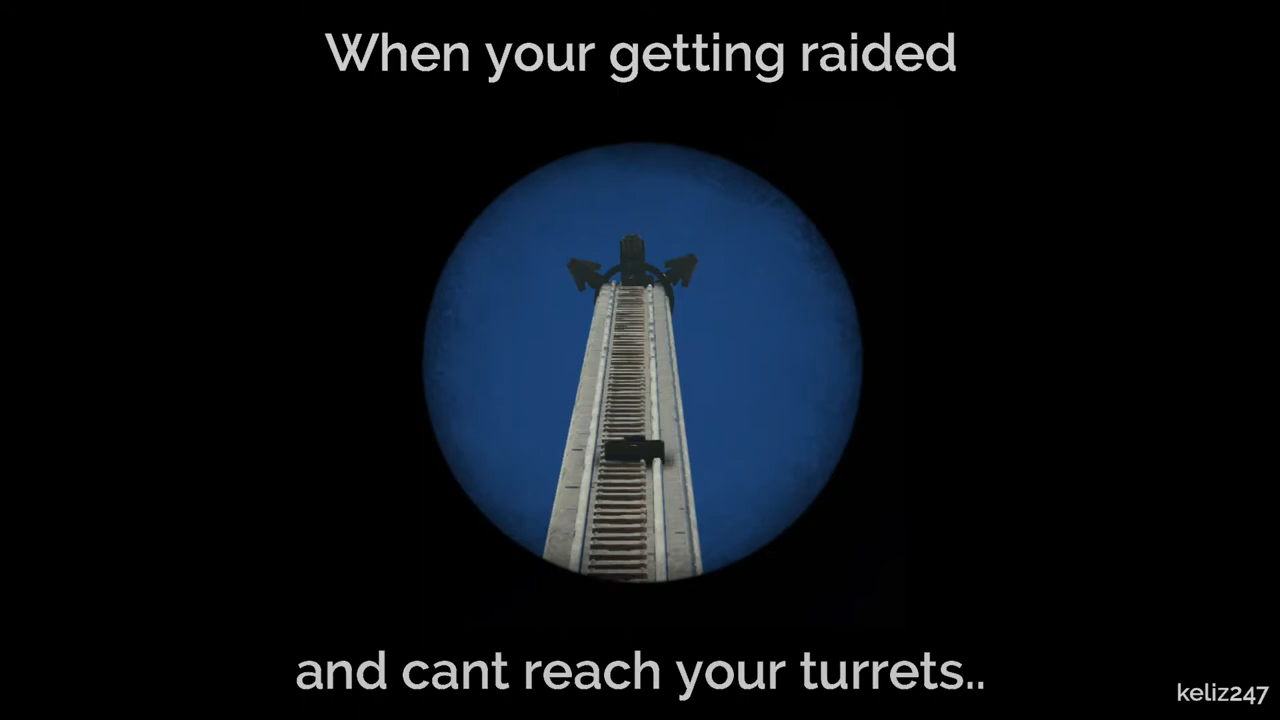 When your getting raided
and cant reach your turrets..
keliz247